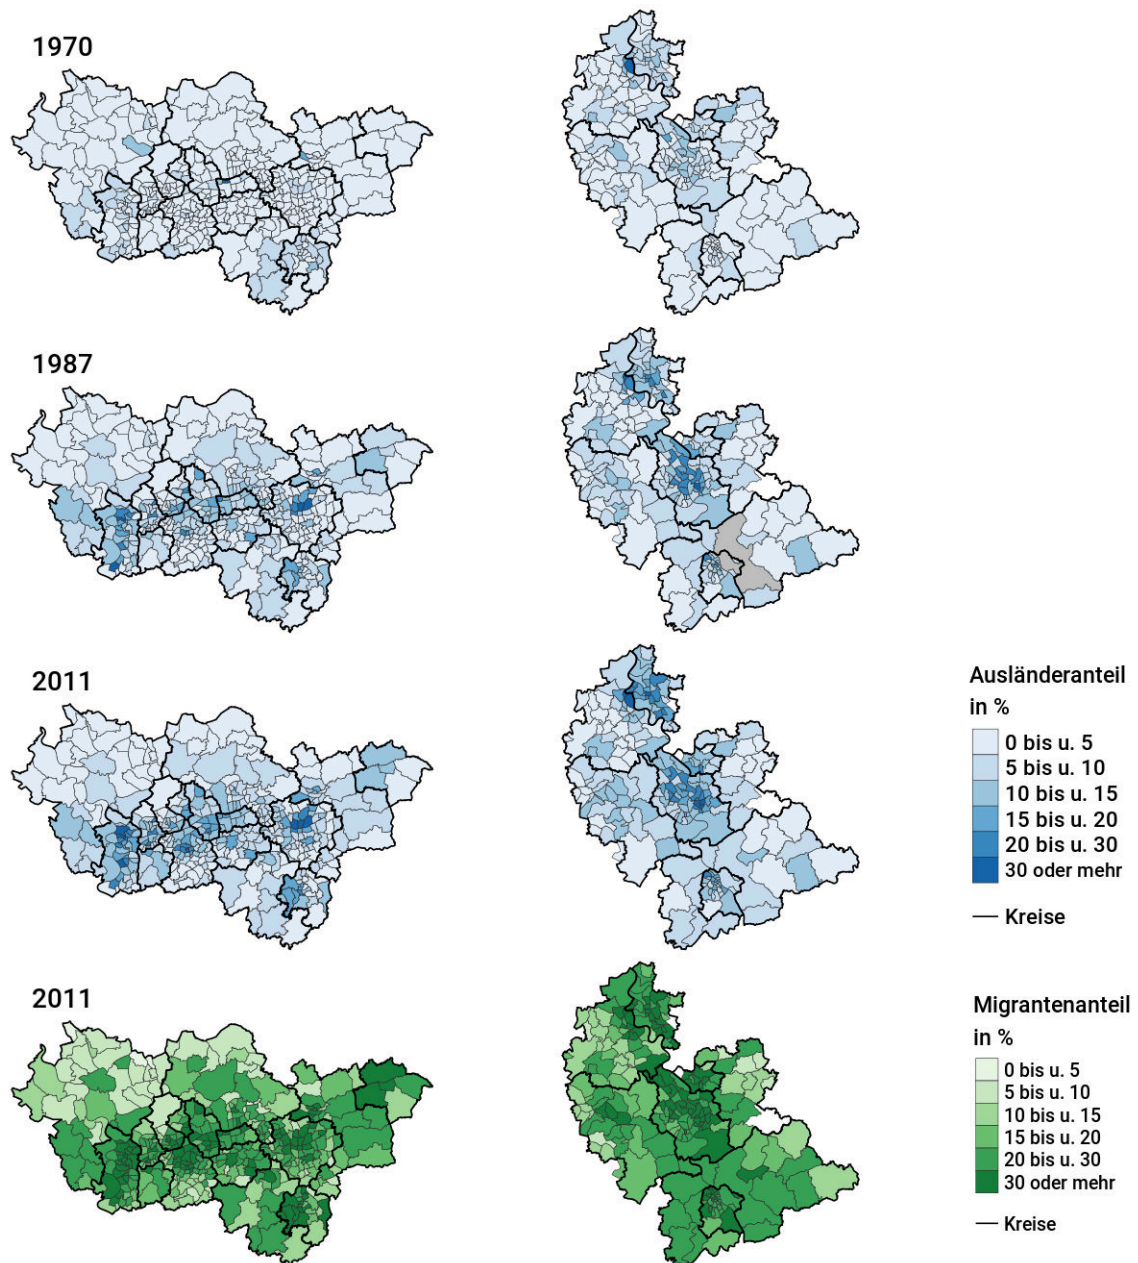 1970
1987
2011
Ausländeranteil
in %
0 bis u. 5
5 bis u. 10
10 bis u. 15
15 bis u. 20
20 bis u. 30
30 oder mehr
Kreise
2011
Migrantenanteil
in %
0 bis u. 5
5 bis u. 10
10 bis u. 15
15 bis u. 20
20 bis u. 30
30 oder mehr
Kreise